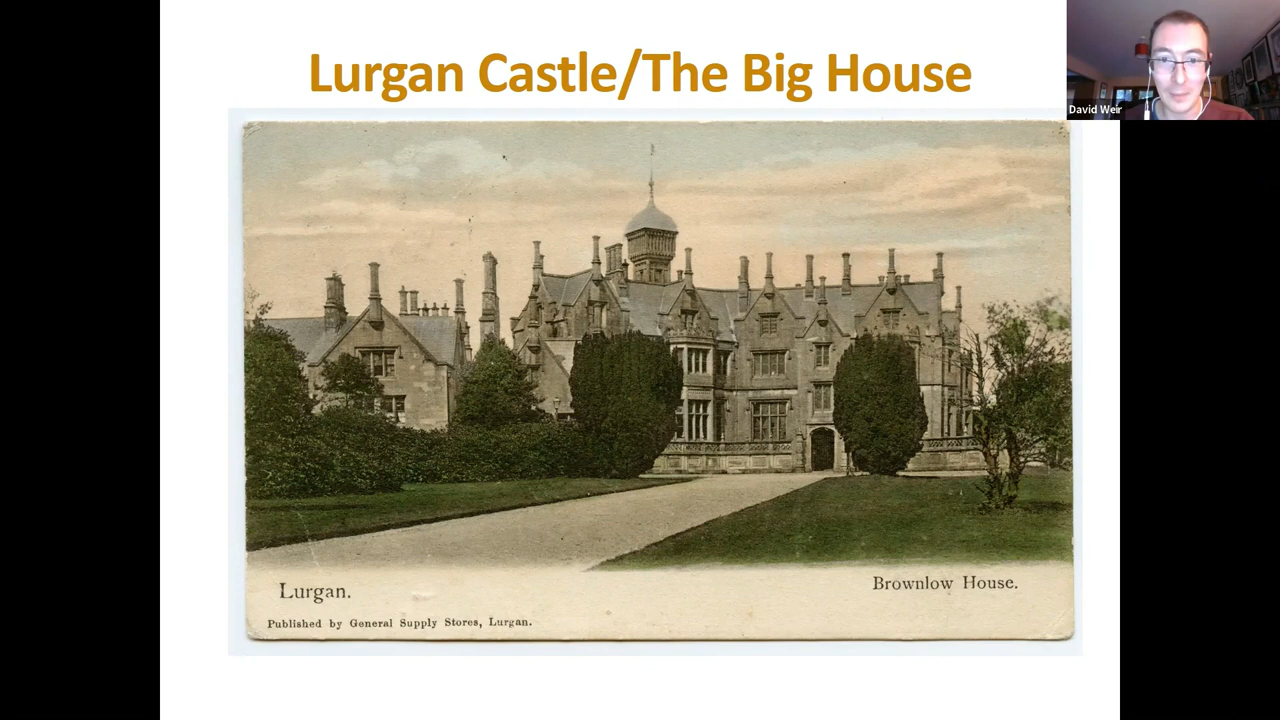 Lurgan Castle/The Big House
David Weir
Lurgan.
Brownlow House.
Published by General Supply Stores, Lurgan.